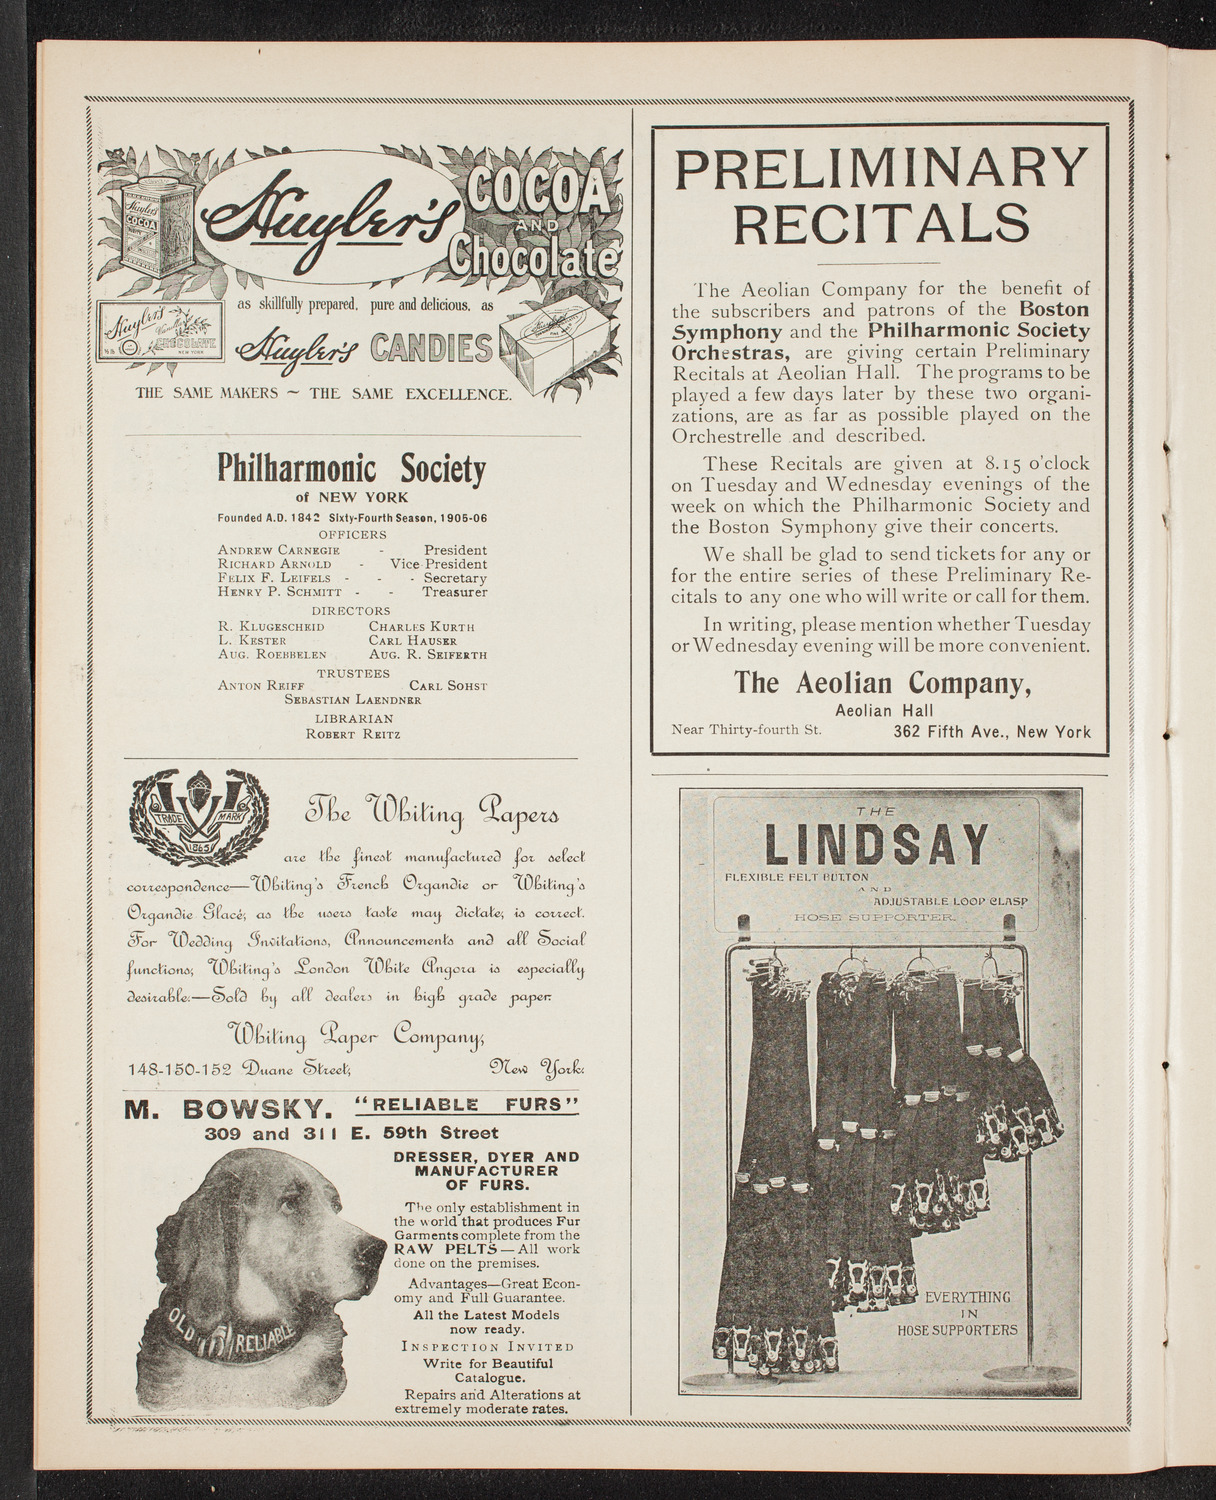 Huyler's
COCOA
AND
Chocolate
Huyler's
COCOA
Huyler's
Vanilla
CHOCOLATE
NEW YORK
as skillfully prepared, pure and delicious, as
Huyler's CANDIES
THE SAME MAKERS ~ THE SAME EXCELLENCE.
Philharmonic Society
of NEW YORK
Founded A.D. 1842 Sixty-Fourth Season, 1905-06
OFFICERS
ANDREW CARNEGIE - President
RICHARD ARNOLD - Vice-President
FELIX F. LEIFELS - - - Secretary
HENRY P. SCHMITT - - Treasurer
DIRECTORS
R. KLUGESCHEID CHARLES KURTH
L. KESTER CARL HAUSER
AUG. ROEBBELEN AUG. R. SEIFERTH
TRUSTEES
ANTON REIFF CARL SOHST
SEBASTIAN LAENDNER
LIBRARIAN
ROBERT REITZ
TRADE MARK
1865
The Whiting Papers
are the finest manufactured for select
correspondence—Whiting's French Organdie or Whiting's
Organdie Glacé; as the users taste may dictate; is correct.
For Wedding Invitations, Announcements and all Social
functions; Whiting's London White Angora is especially
desirable:—Sold by all dealers in high grade paper.
Whiting Paper Company;
148-150-152 Duane Street; New York:
M. BOWSKY. "RELIABLE FURS"
309 and 311 E. 59th Street
DRESSER, DYER AND
MANUFACTURER
OF FURS.
The only establishment in
the world that produces Fur
Garments complete from the
RAW PELTS—All work
done on the premises.
Advantages—Great Econ-
omy and Full Guarantee.
All the Latest Models
now ready.
INSPECTION INVITED
Write for Beautiful
Catalogue.
Repairs and Alterations at
extremely moderate rates.
OLD RELIABLE
PRELIMINARY
RECITALS
The Aeolian Company for the benefit of
the subscribers and patrons of the Boston
Symphony and the Philharmonic Society
Orchestras, are giving certain Preliminary
Recitals at Aeolian Hall. The programs to be
played a few days later by these two organi-
zations, are as far as possible played on the
Orchestrelle and described.
These Recitals are given at 8.15 o'clock
on Tuesday and Wednesday evenings of the
week on which the Philharmonic Society and
the Boston Symphony give their concerts.
We shall be glad to send tickets for any or
for the entire series of these Preliminary Re-
citals to any one who will write or call for them.
In writing, please mention whether Tuesday
or Wednesday evening will be more convenient.
The Aeolian Company,
Aeolian Hall
Near Thirty-fourth St. 362 Fifth Ave., New York
THE
LINDSAY
FLEXIBLE FELT BUTTON
AND
ADJUSTABLE LOOP CLASP
HOSE SUPPORTER.
EVERYTHING
IN
HOSE SUPPORTERS